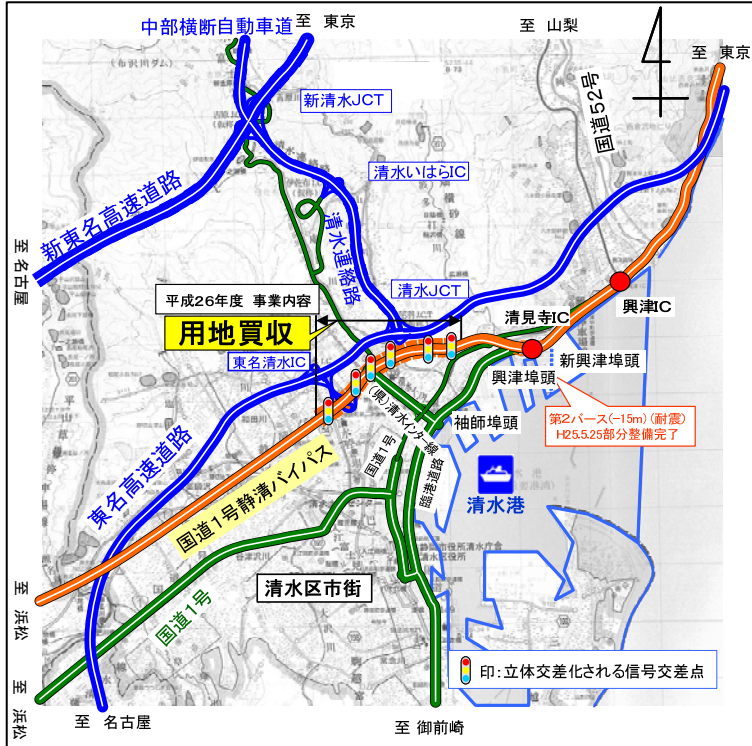 中部横断自動車道
至 東京
至 山梨
至 東京
新清水JCT
国道52号
清水いはらIC
新東名高速道路
清水連絡路
至 名古屋
平成26年度 事業内容
用地買収
清水JCT
清見寺IC
興津IC
東名清水IC
新興津埠頭
興津埠頭
(県)清水インター線
袖師埠頭
第2バース(-15m)(耐震)
H25.5.25部分整備完了
東名高速道路
国道1号静清バイパス
国道1号
臨港道路
清水港
清水区市街
国道1号
至 浜松
至 浜松
至 名古屋
至 御前崎
印:立体交差化される信号交差点